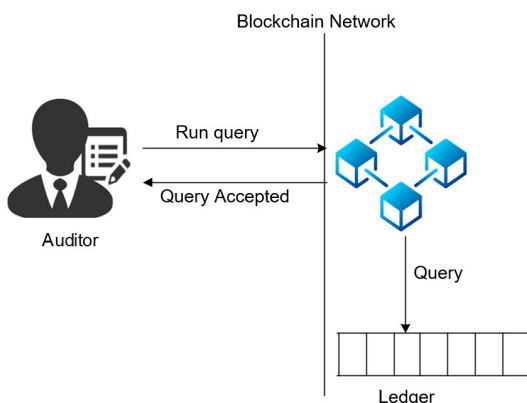 Blockchain Network
Run query
Query Accepted
Auditor
Query
Ledger